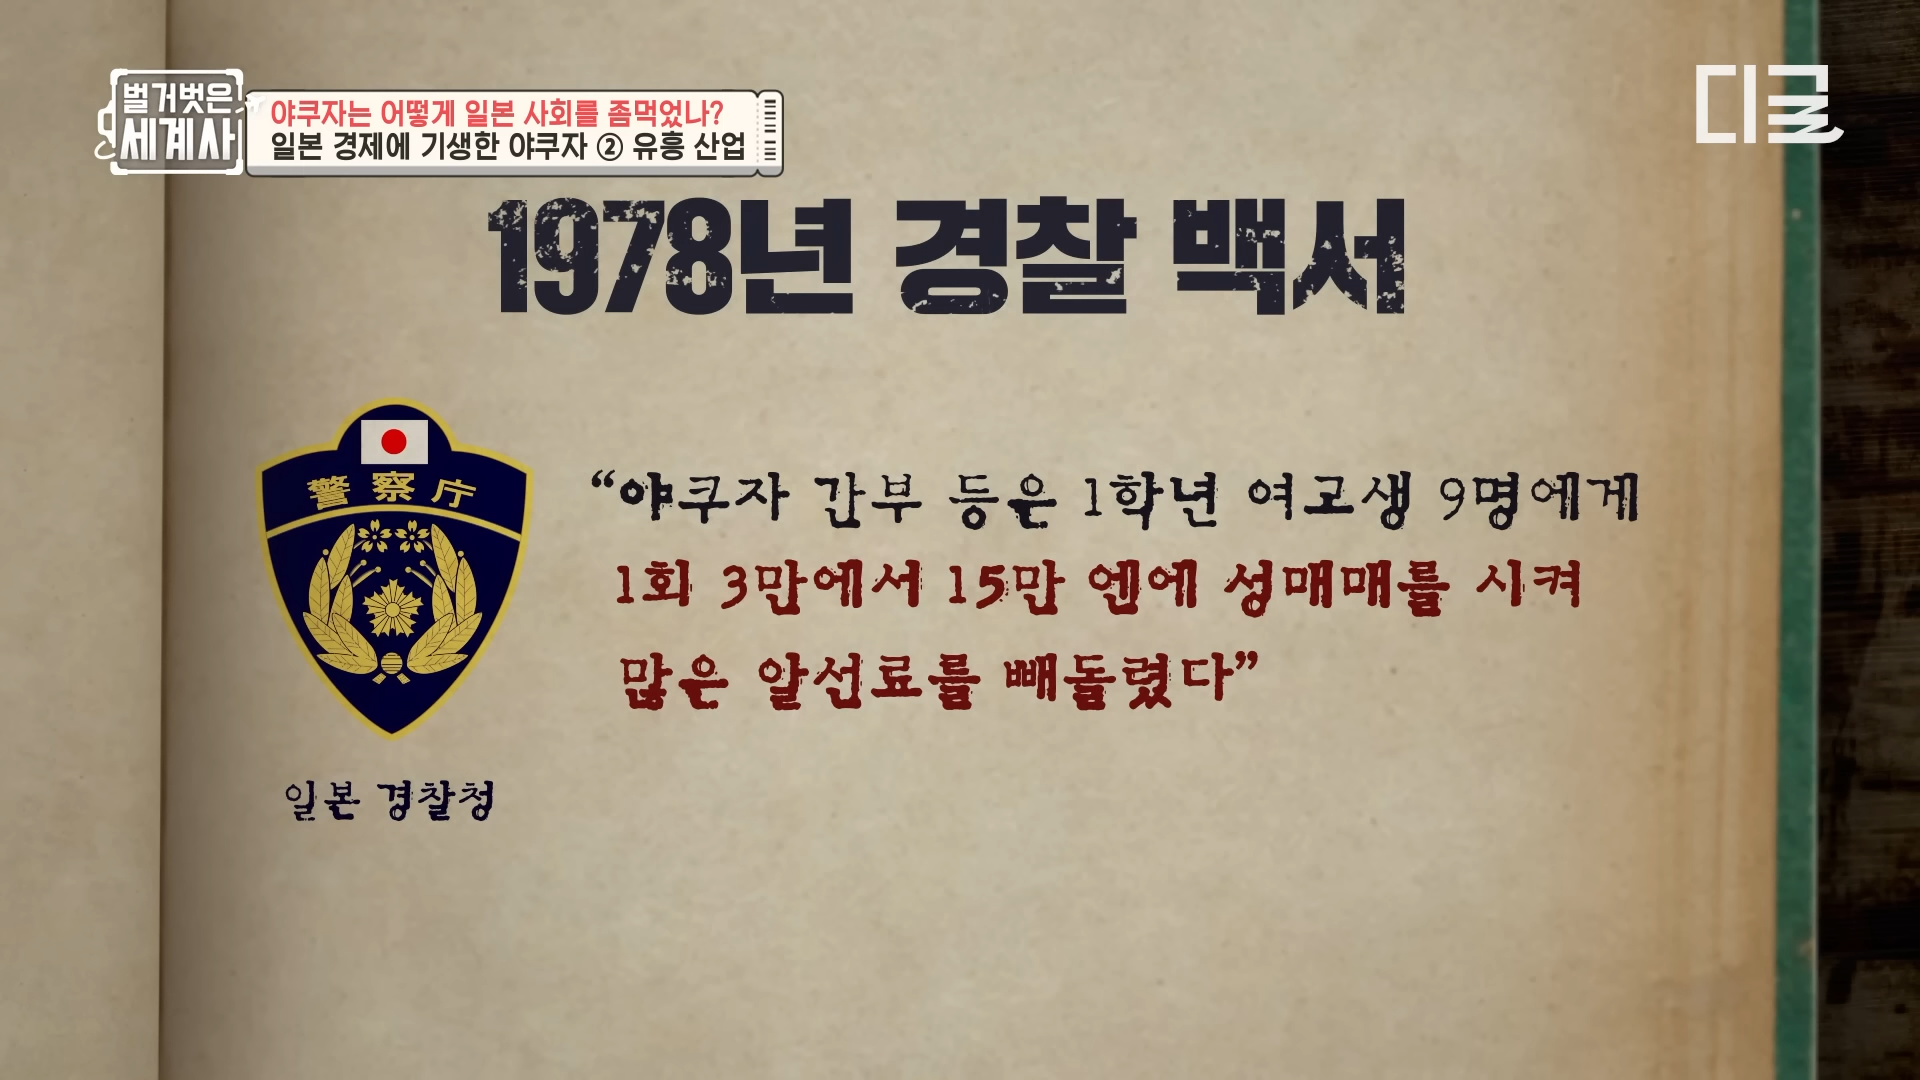 벌거벗은
세계사
야쿠자는 어떻게 일본 사회를 좀먹었나?
일본 경제에 기생한 야쿠자 ② 유흥 산업
디글
1978년 경찰 백서
警察庁
“야쿠자 간부 등은 1학년 여고생 9명에게
1회 3만에서 15만 엔에 성매매를 시켜
많은 알선료를 빼돌렸다”
일본 경찰청